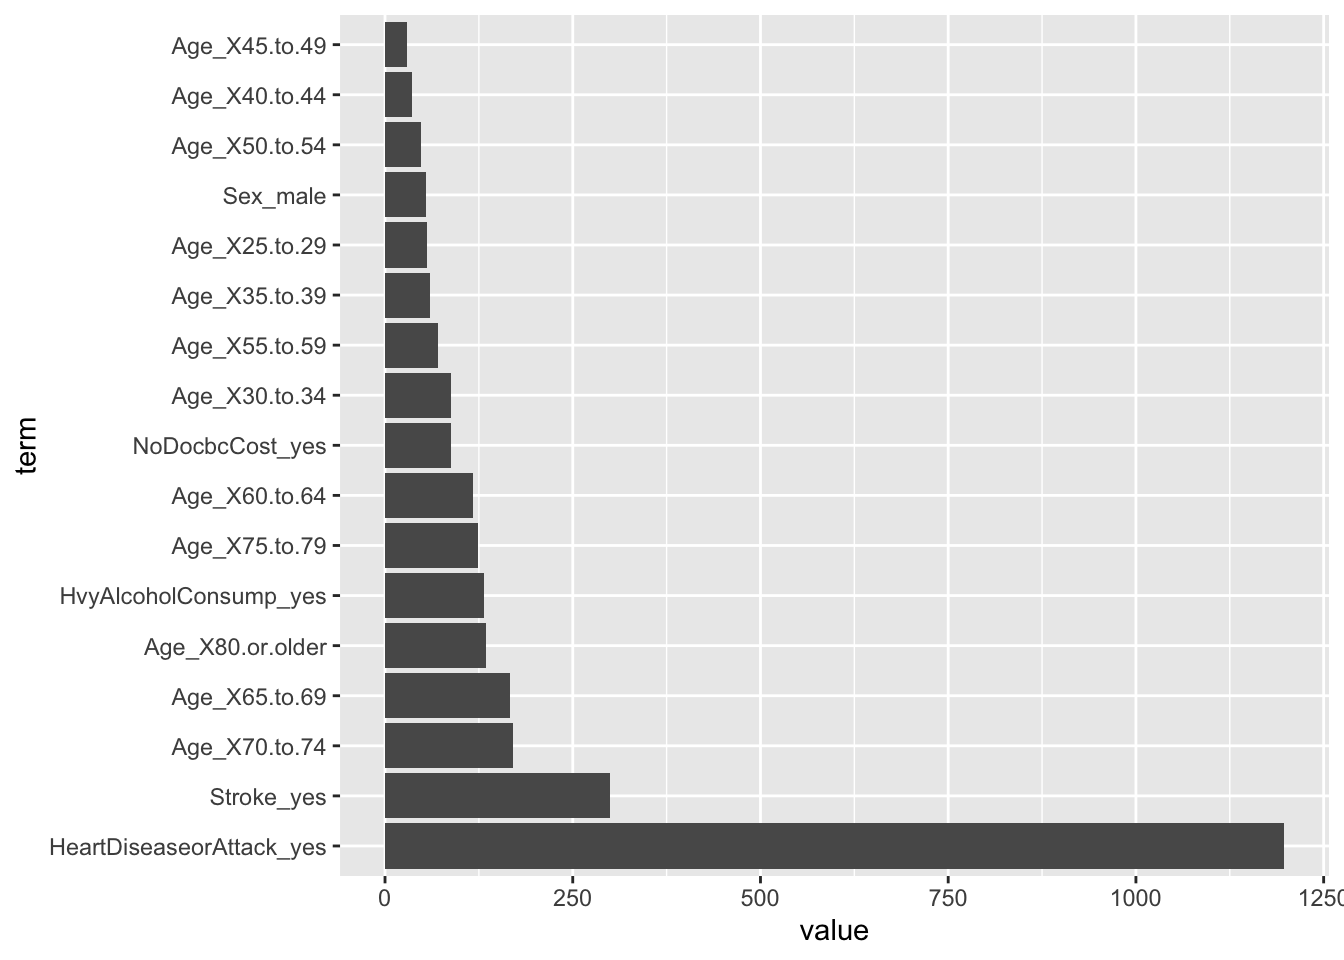 Age_X45.to.49
Age_X40.to.44
Age_X50.to.54
Sex_male
Age_X25.to.29
Age_X35.to.39
Age_X55.to.59
Age_X30.to.34
NoDocbcCost_yes
Age_X60.to.64
Age_X75.to.79
HvyAlcoholConsump_yes
Age_X80.or.older
Age_X65.to.69
Age_X70.to.74
Stroke_yes
HeartDiseaseorAttack_yes
term
0 250 500 750 1000 1250
value